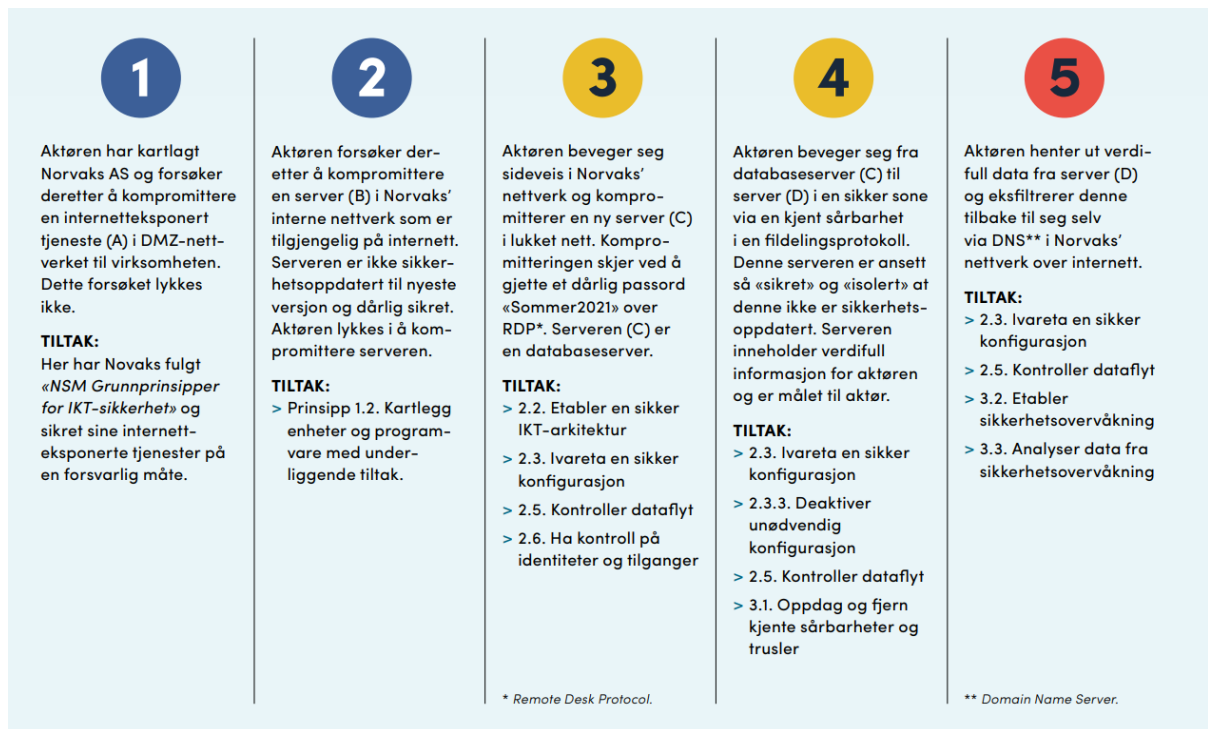 1
Aktøren har kartlagt
Norvaks AS og forsøker
deretter å kompromittere
en internetteksponert
tjeneste (A) i DMZ-nett-
verket til virksomheten.
Dette forsøket lykkes
ikke.
TILTAK:
Her har Novaks fulgt
«NSM Grunnprinsipper
for IKT-sikkerhet» og
sikret sine internett-
eksponerte tjenester på
en forsvarlig måte.
2
Aktøren forsøker der-
etter å kompromittere
en server (B) i Norvaks’
interne nettverk som er
tilgjengelig på internett.
Serveren er ikke sikker-
hetsoppdatert til nyeste
versjon og dårlig sikret.
Aktøren lykkes i å kom-
promittere serveren.
TILTAK:
> Prinsipp 1.2. Kartlegg
enheter og program-
vare med under-
liggende tiltak.
3
Aktøren beveger seg
sideveis i Norvaks’
nettverk og kompro-
mitterer en ny server (C)
i lukket nett. Kompro-
mitteringen skjer ved å
gjette et dårlig passord
«Sommer2021» over
RDP*. Serveren (C) er
en databaseserver.
TILTAK:
> 2.2. Etabler en sikker
IKT-arkitektur
> 2.3. Ivareta en sikker
konfigurasjon
> 2.5. Kontroller dataflyt
> 2.6. Ha kontroll på
identiteter og tilganger
* Remote Desk Protocol.
4
Aktøren beveger seg fra
databaseserver (C) til
server (D) i en sikker sone
via en kjent sårbarhet
i en fildelingsprotokoll.
Denne serveren er ansett
så «sikret» og «isolert» at
denne ikke er sikkerhets-
oppdatert. Serveren
inneholder verdifull
informasjon for aktøren
og er målet til aktør.
TILTAK:
> 2.3. Ivareta en sikker
konfigurasjon
> 2.3.3. Deaktiver
unødvendig
konfigurasjon
> 2.5. Kontroller dataflyt
> 3.1. Oppdag og fjern
kjente sårbarheter og
trusler
5
Aktøren henter ut verdi-
full data fra server (D)
og eksfiltrerer denne
tilbake til seg selv
via DNS** i Norvaks’
nettverk over internett.
TILTAK:
> 2.3. Ivareta en sikker
konfigurasjon
> 2.5. Kontroller dataflyt
> 3.2. Etabler
sikkerhetsovervåkning
> 3.3. Analyser data fra
sikkerhetsovervåkning
** Domain Name Server.